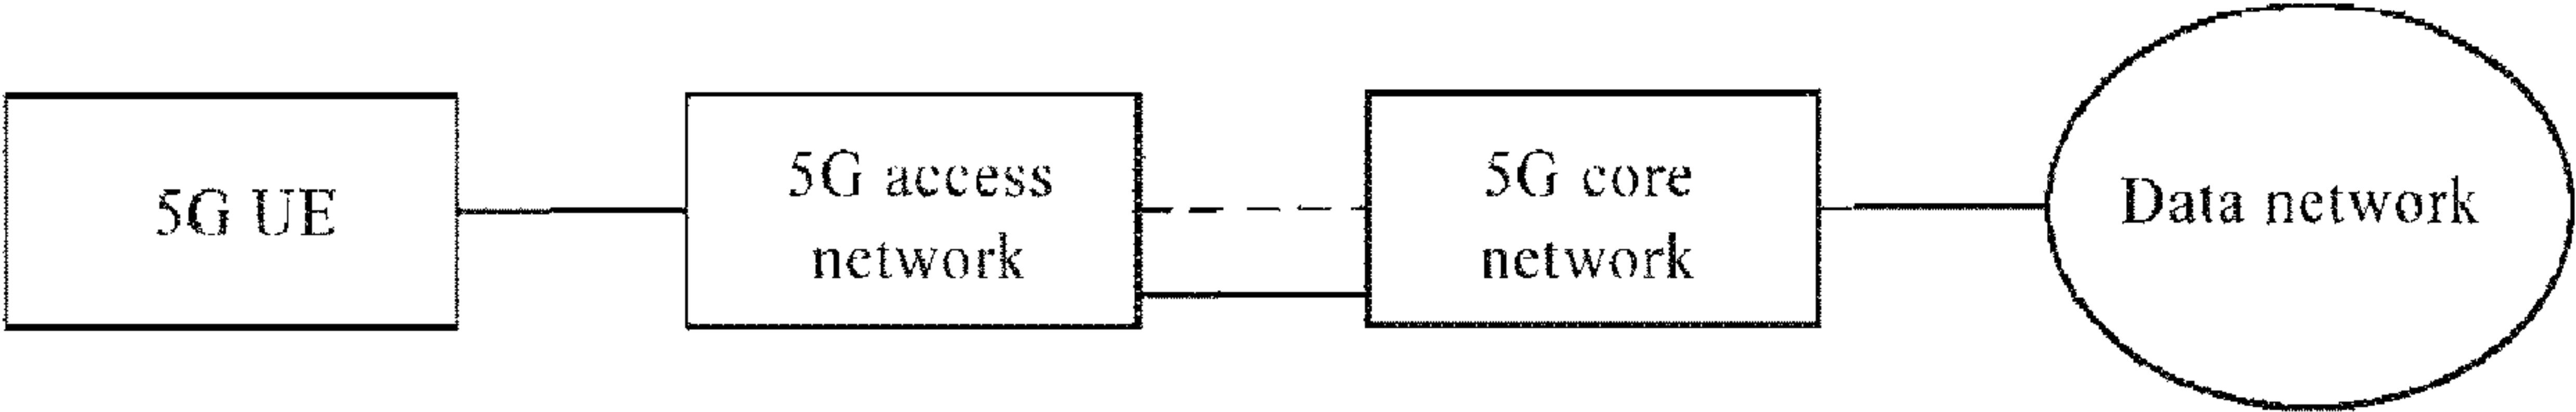 5G UE
5G access
network
5G core
network
Data network